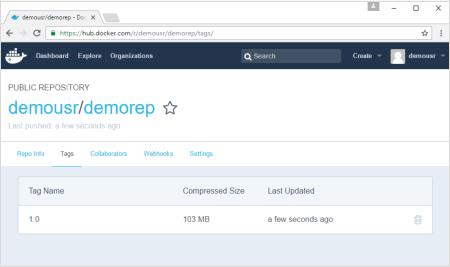 demousr/demorep - Doc
https://hub.docker.com/r/demousr/demorep/tags/
Dashboard Explore Organizations Search Create demousr
PUBLIC REPOSITORY
demousr/demorep
Last pushed: a few seconds ago
Repo Info Tags Collaborators Webhooks Settings
Tag Name Compressed Size Last Updated
1.0 103 MB a few seconds ago